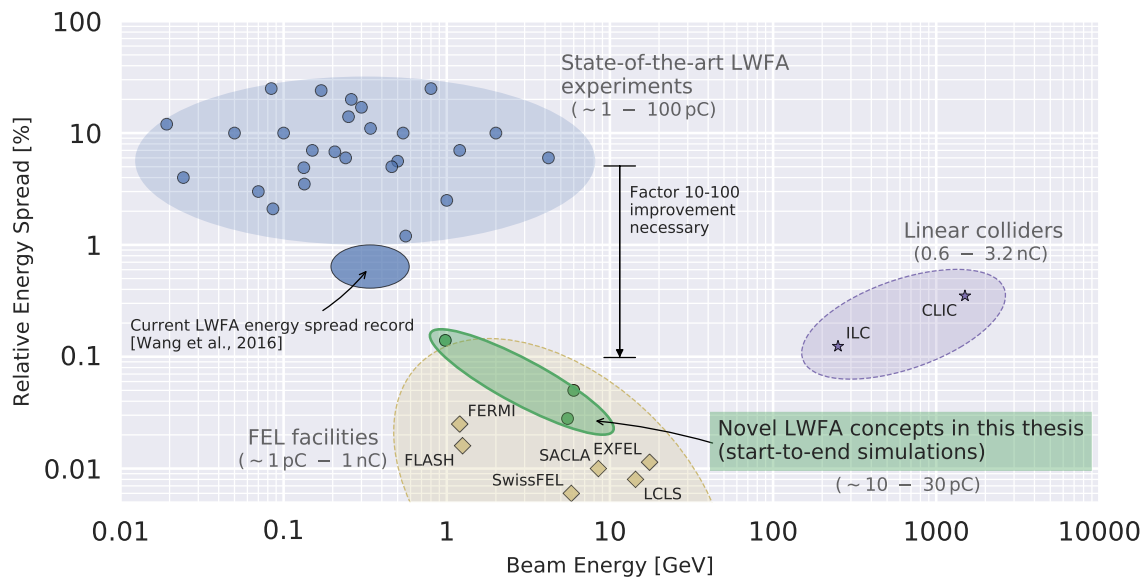 100
10
1
0.1
0.01
Relative Energy Spread [%]
State-of-the-art LWFA
experiments
(∼1 − 100 pC)
Factor 10-100
improvement
necessary
Linear colliders
(0.6 − 3.2 nC)
CLIC
ILC
Current LWFA energy spread record
[Wang et al., 2016]
FEL facilities
(∼1 pC − 1 nC)
FERMI
FLASH
SACLA
EXFEL
SwissFEL
LCLS
Novel LWFA concepts in this thesis
(start-to-end simulations)
(∼10 − 30 pC)
0.01
0.1
1
10
100
1000
10000
Beam Energy [GeV]